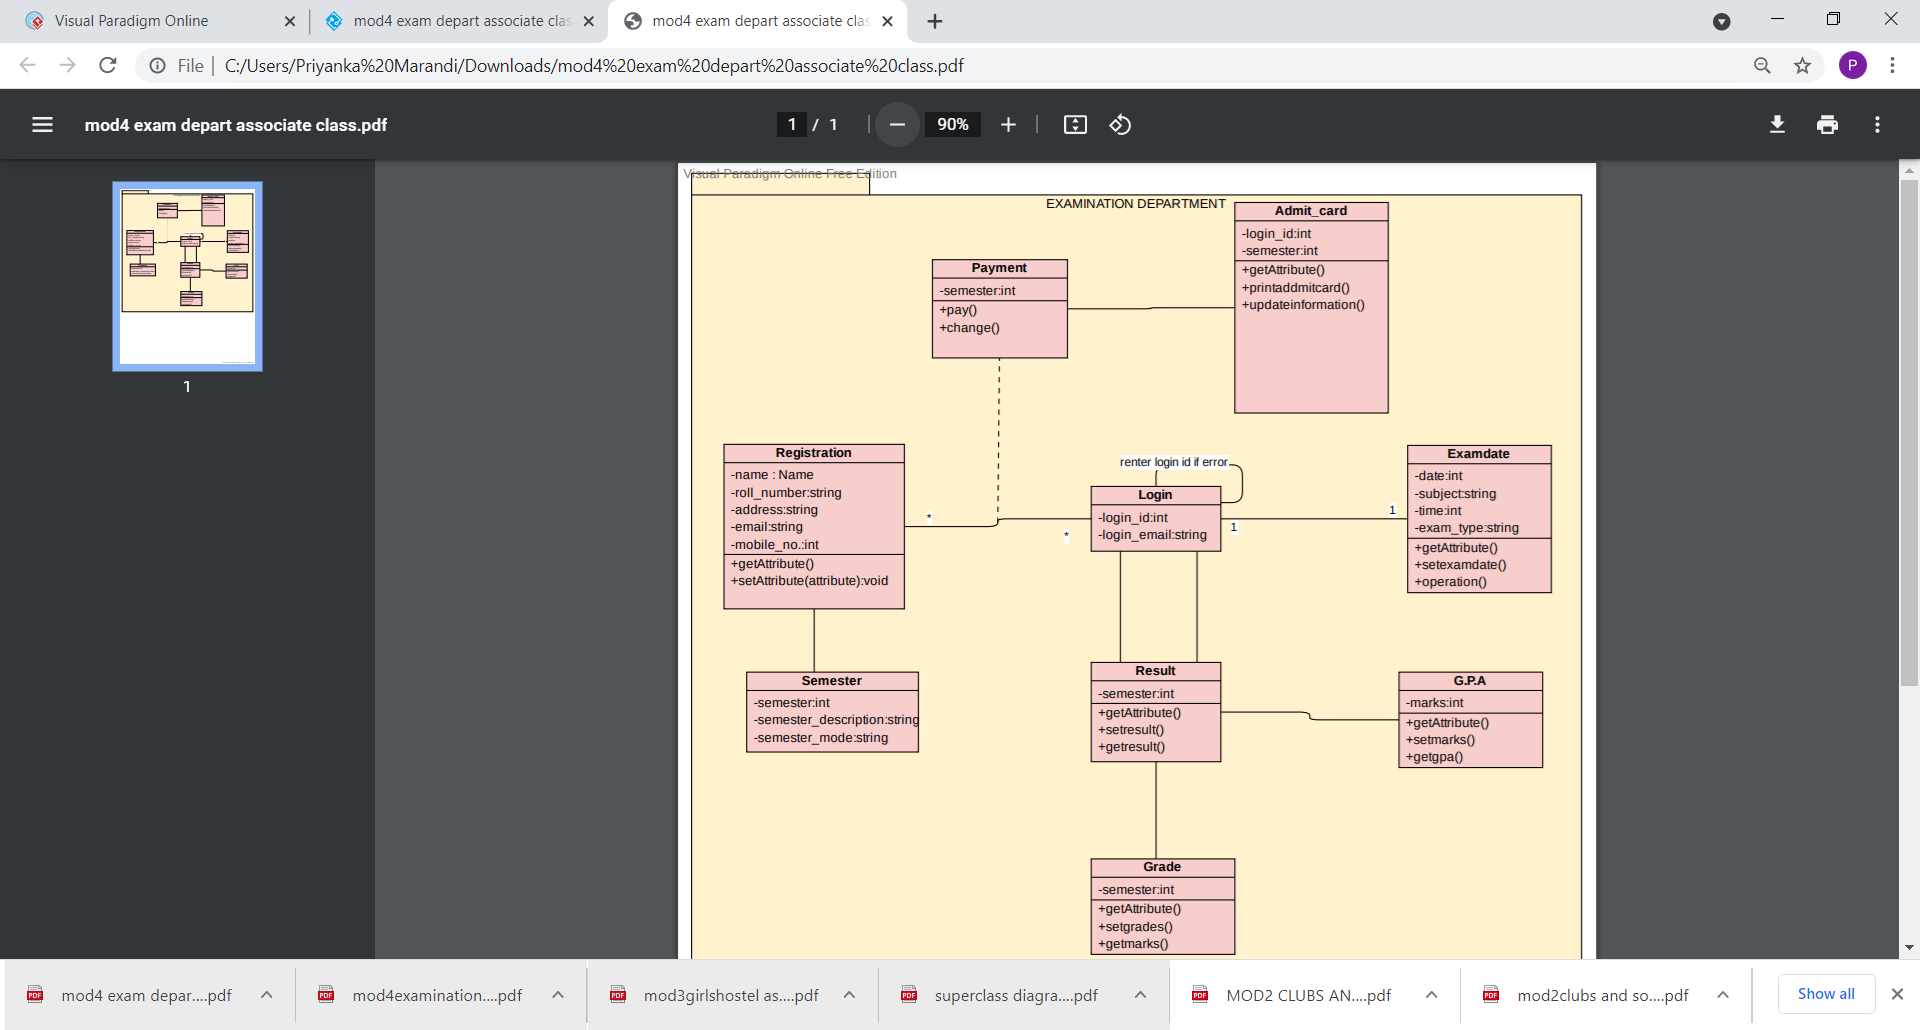 Visual Paradigm Online
mod4 exam depart associate clas
mod4 exam depart associate clas
File
C:/Users/Priyanka%20Marandi/Downloads/mod4%20exam%20depart%20associate%20class.pdf
P
mod4 exam depart associate class.pdf
1 / 1
90%
1
Visual Paradigm Online Free Edition
EXAMINATION DEPARTMENT
Admit_card
-login_id:int
-semester:int
+getAttribute()
+printaddmitcard()
+updateinformation()
Payment
-semester:int
+pay()
+change()
Registration
-name : Name
-roll_number:string
-address:string
-email:string
-mobile_no.:int
+getAttribute()
+setAttribute(attribute):void
*
*
renter login id if error
Login
-login_id:int
-login_email:string
1
1
Examdate
-date:int
-subject:string
-time:int
-exam_type:string
+getAttribute()
+setexamdate()
+operation()
Semester
-semester:int
-semester_description:string
-semester_mode:string
Result
-semester:int
+getAttribute()
+setresult()
+getresult()
G.P.A
-marks:int
+getAttribute()
+setmarks()
+getgpa()
Grade
-semester:int
+getAttribute()
+setgrades()
+getmarks()
mod4 exam depar....pdf
mod4examination....pdf
mod3girlshostel as....pdf
superclass diagra....pdf
MOD2 CLUBS AN....pdf
mod2clubs and so....pdf
Show all